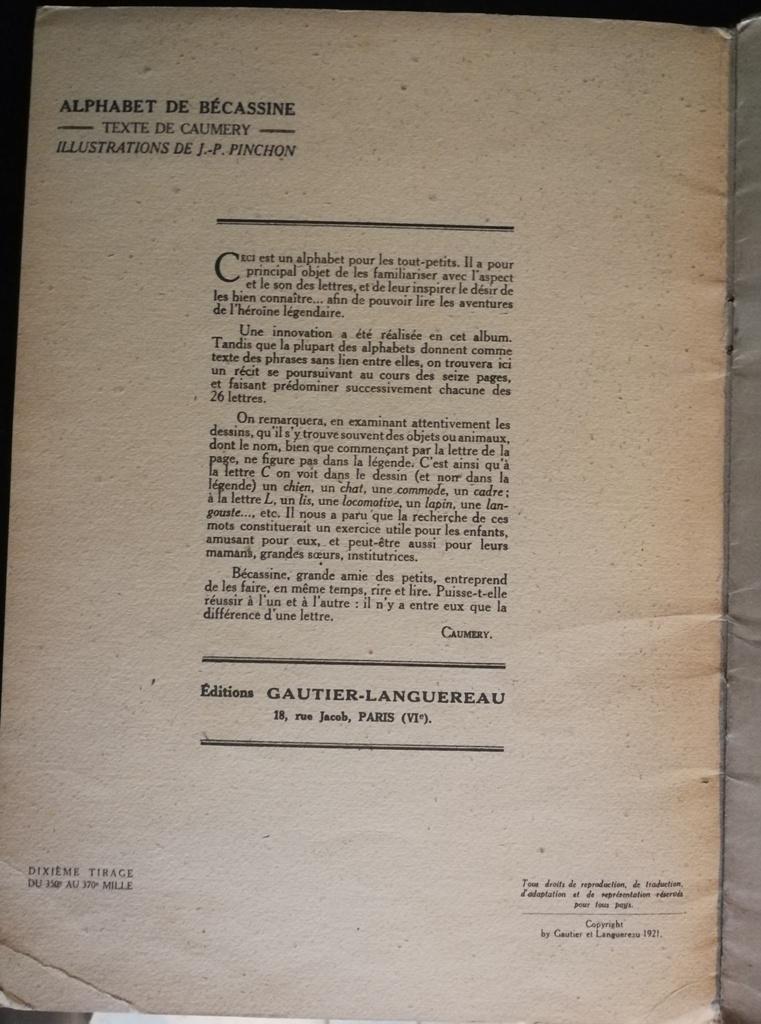 ALPHABET DE BÉCASSINE
TEXTE DE CAUMERY
ILLUSTRATIONS DE J.-P. PINCHON
CECI est un alphabet pour les tout-petits. Il a pour
principal objet de les familiariser avec l'aspect
et le son des lettres, et de leur inspirer le désir de
les bien connaître... afin de pouvoir lire les aventures
de l'héroïne légendaire.
Une innovation a été réalisée en cet album.
Tandis que la plupart des alphabets donnent comme
texte des phrases sans lien entre elles, on trouvera ici
un récit se poursuivant au cours des seize pages,
et faisant prédominer successivement chacune des
26 lettres.
On remarquera, en examinant attentivement les
dessins, qu'il s'y trouve souvent des objets ou animaux,
dont le nom, bien que commençant par la lettre de la
page, ne figure pas dans la légende. C'est ainsi qu'à
la lettre C on voit dans le dessin (et non dans la
légende) un chien, un chat, une commode, un cadre ;
à la lettre L, un lis, une locomotive, un lapin, une lan-
gouste..., etc. Il nous a paru que la recherche de ces
mots constituerait un exercice utile pour les enfants,
amusant pour eux, et peut-être aussi pour leurs
mamans, grandes sœurs, institutrices.
Bécassine, grande amie des petits, entreprend
de les faire, en même temps, rire et lire. Puisse-t-elle
réussir à l'un et à l'autre : il n'y a entre eux que la
différence d'une lettre.
CAUMERY.
Éditions GAUTIER-LANGUEREAU
18, rue Jacob, PARIS (VIe).
DIXIÈME TIRAGE
DU 350e AU 370e MILLE
Tous droits de reproduction, de traduction,
d'adaptation et de représentation réservés
pour tous pays.
Copyright
by Gautier et Languereau 1921.